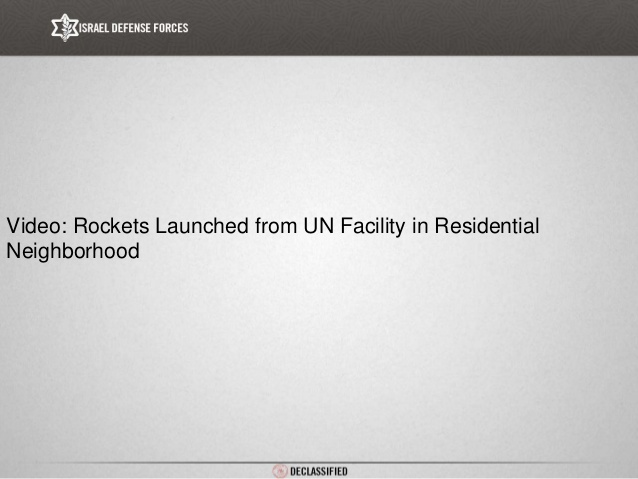 ISRAEL DEFENSE FORCES
Video: Rockets Launched from UN Facility in Residential
Neighborhood
DECLASSIFIED